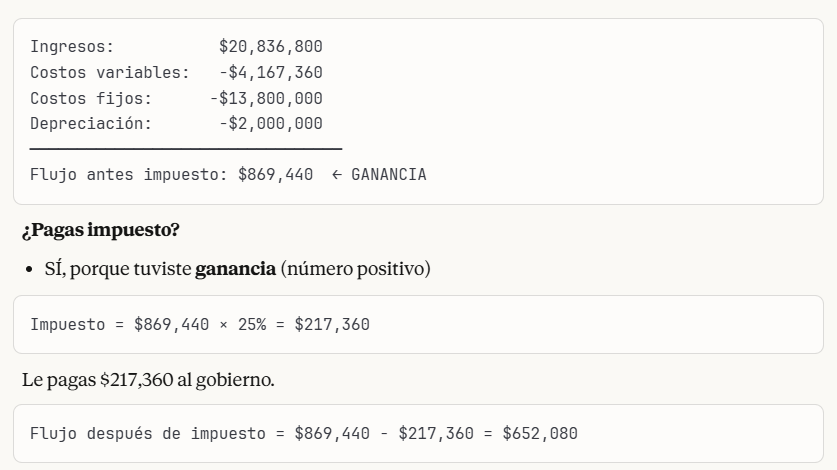 Ingresos: $20,836,800
Costos variables: -$4,167,360
Costos fijos: -$13,800,000
Depreciación: -$2,000,000
Flujo antes impuesto: $869,440 ← GANANCIA
¿Pagas impuesto?
• SÍ, porque tuviste ganancia (número positivo)
Impuesto = $869,440 × 25% = $217,360
Le pagas $217,360 al gobierno.
Flujo después de impuesto = $869,440 - $217,360 = $652,080